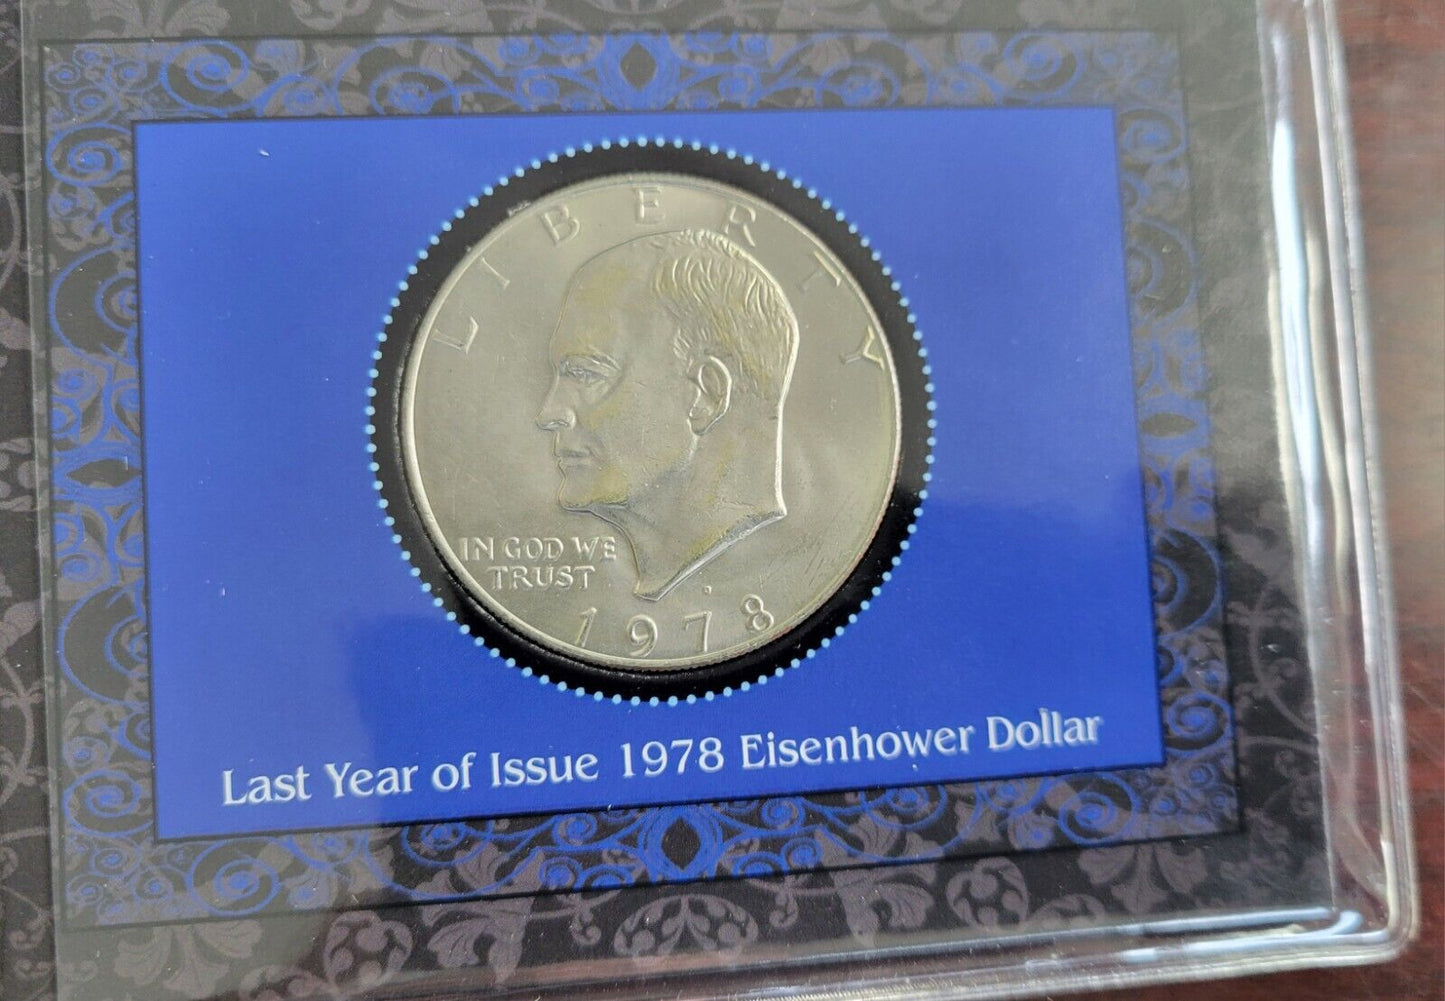 LIBERTY
IN GOD WE
TRUST
1978
Last Year of Issue 1978 Eisenhower Dollar